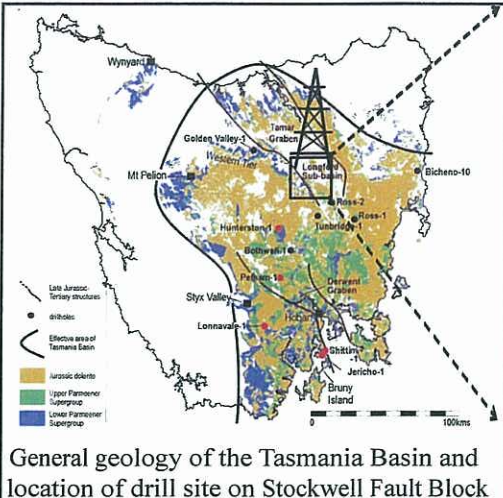 Wynyard
Tamar
Graben
Golden Valley-1
Western Tier
Longford
Sub-basin
Bicheno-10
Mt Pelion
Ross-2
Ross-1
Tunbridge-1
Hunterston-1
Bothwell-1
Pelham-1
Derwent
Graben
Styx Valley
Hobart
Lonnavale-1
Shittim
-1
Jericho-1
Bruny
Island
Late Jurassic-
Tertiary structures
drillholes
Effective area of
Tasmania Basin
Jurassic dolerite
Upper Parmeener
Supergroup
Lower Parmeener
Supergroup
0 100kms
General geology of the Tasmania Basin and
location of drill site on Stockwell Fault Block